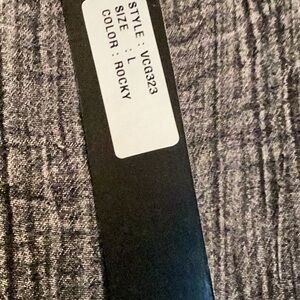 STYLE : VCG323
SIZE : L
COLOR : ROCKY